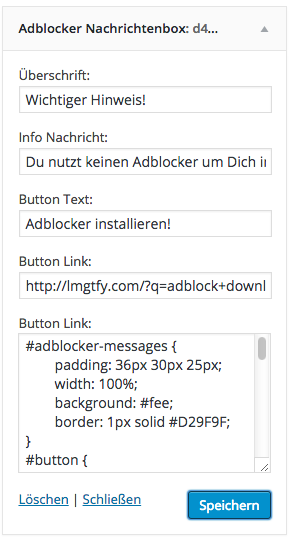 Adblocker Nachrichtenbox: d4...
Überschrift:
Wichtiger Hinweis!
Info Nachricht:
Du nutzt keinen Adblocker um Dich
Button Text:
Adblocker installieren!
Button Link:
http://lmgtfy.com/?q=adblock+downl
Button Link:
#adblocker-messages {
padding: 36px 30px 25px;
width: 100%;
background: #fee;
border: 1px solid #D29F9F;
}
#button {
Löschen | Schließen
Speichern